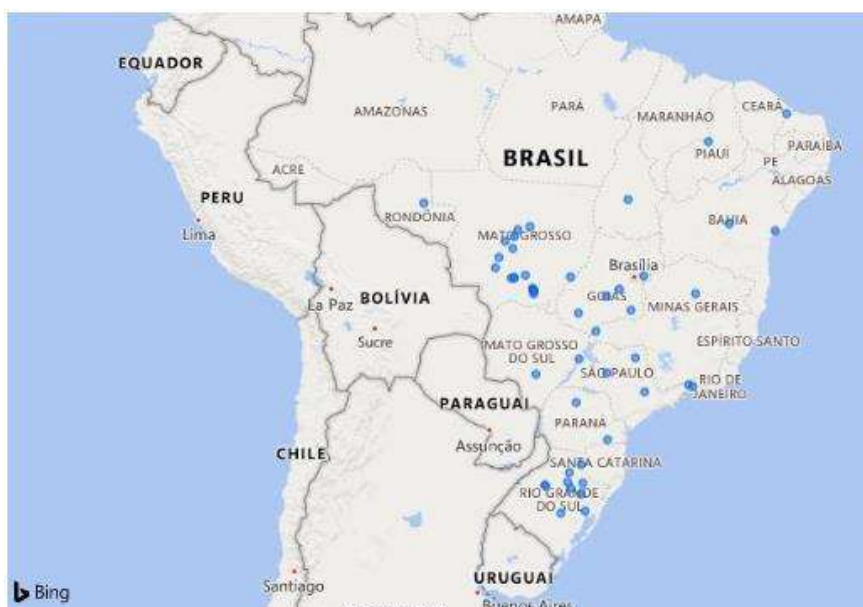 AMAPÁ
EQUADOR
AMAZONAS
PARÁ
MARANHÃO
CEARÁ
BRASIL
PARAÍBA
PIAUÍ
PE
ACRE
ALAGOAS
PERU
RONDÔNIA
BAHIA
Lima
MATO GROSSO
Brasília
La Paz
BOLÍVIA
GOIÁS
MINAS GERAIS
Sucre
MATO GROSSO
DO SUL
ESPÍRITO SANTO
SÃO PAULO
RIO DE
JANEIRO
PARAGUAI
PARANÁ
Assunção
CHILE
SANTA CATARINA
RIO GRANDE
DO SUL
Santiago
URUGUAI
Buenos Aires
Bing